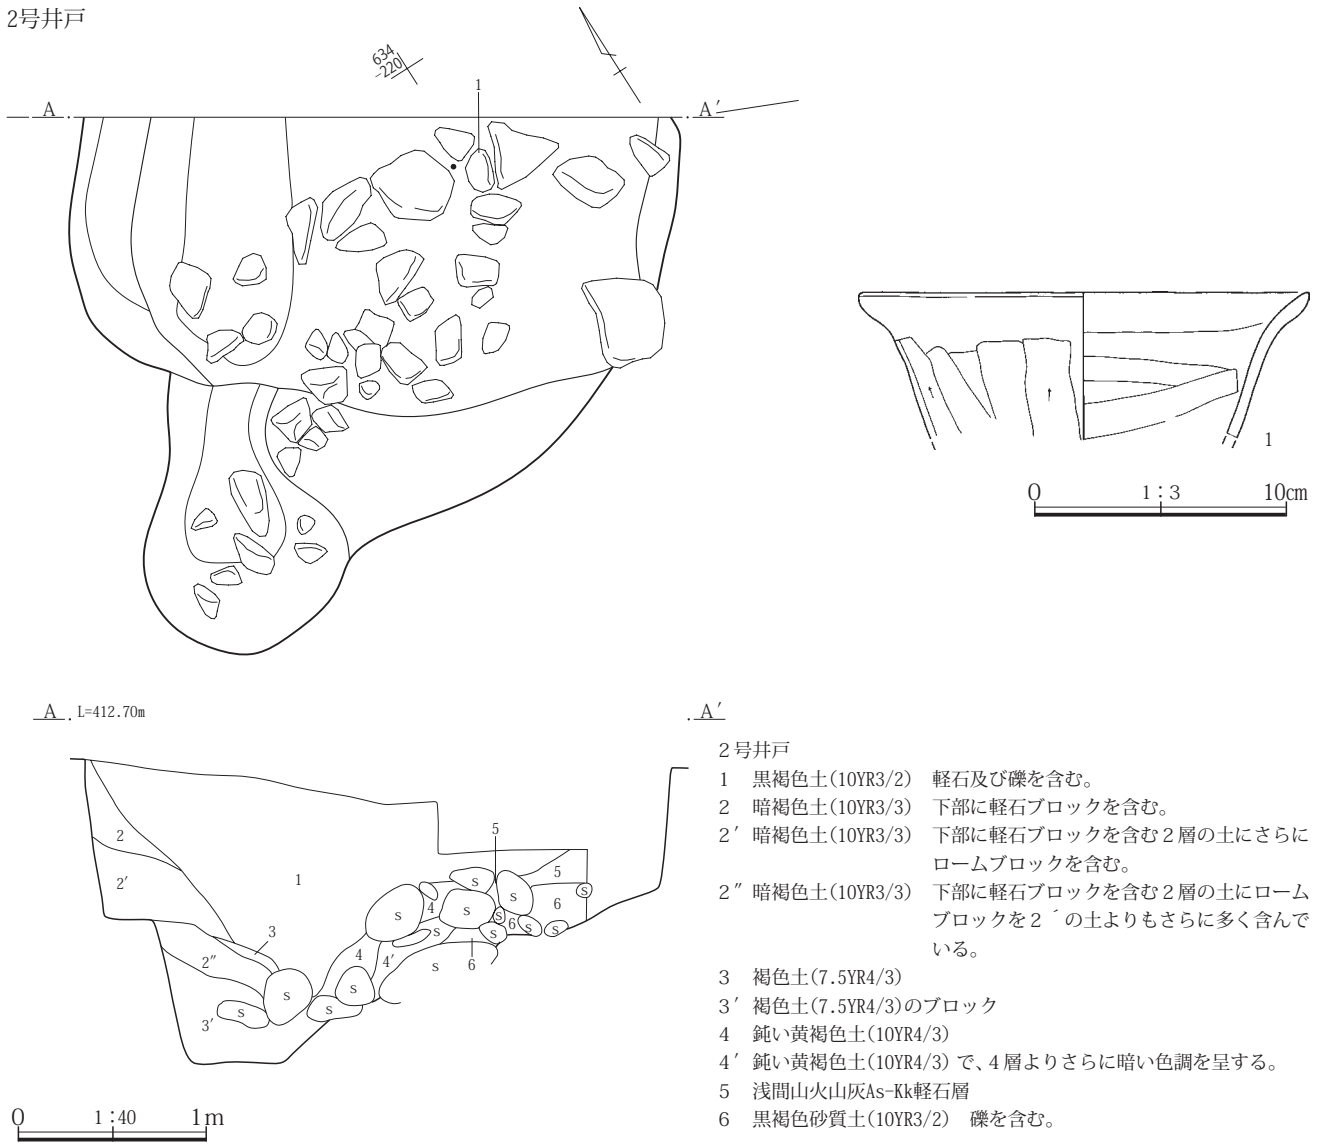 2号井戸
634
-220
1
A
A′
1
0
1：3
10cm
A
L=412.70m
A′
2
2′
1
3
2″
3′
S
S
S
S
S
4
4′
4
S
S
S
S
S
S
S
S
S
S
5
5
6
6
6
0
1：40
1m
2号井戸
1 黒褐色土(10YR3/2) 軽石及び礫を含む。
2 暗褐色土(10YR3/3) 下部に軽石ブロックを含む。
2′ 暗褐色土(10YR3/3) 下部に軽石ブロックを含む2層の土にさらに
ロームブロックを含む。
2″ 暗褐色土(10YR3/3) 下部に軽石ブロックを含む2層の土にローム
ブロックを2´の土よりもさらに多く含んで
いる。
3 褐色土(7.5YR4/3)
3′ 褐色土(7.5YR4/3)のブロック
4 鈍い黄褐色土(10YR4/3)
4′ 鈍い黄褐色土(10YR4/3) で、4層よりさらに暗い色調を呈する。
5 浅間山火山灰As-Kk軽石層
6 黒褐色砂質土(10YR3/2) 礫を含む。